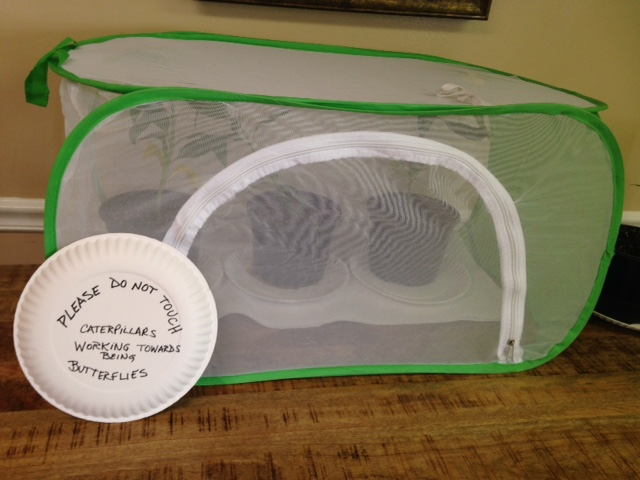 PLEASE DO NOT TOUCH
CATERPILLARS
WORKING TOWARDS
BEING
BUTTERFLIES